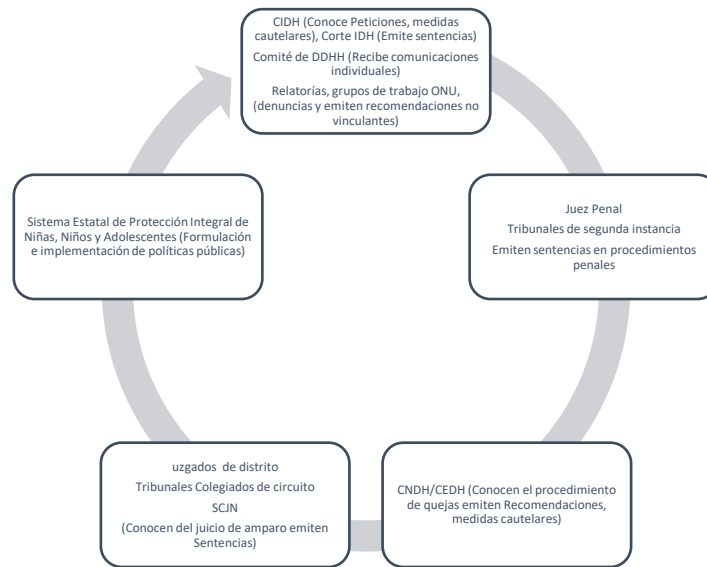 CIDH (Conoce Peticiones, medidas
cautelares), Corte IDH (Emite sentencias)
Comité de DDHH (Recibe comunicaciones
individuales)
Relatorías, grupos de trabajo ONU,
(denuncias y emiten recomendaciones no
vinculantes)
Juez Penal
Tribunales de segunda instancia
Emiten sentencias en procedimientos
penales
CNDH/CEDH (Conocen el procedimiento
de quejas emiten Recomendaciones,
medidas cautelares)
uzgados de distrito
Tribunales Colegiados de circuito
SCJN
(Conocen del juicio de amparo emiten
Sentencias)
Sistema Estatal de Protección Integral de
Niñas, Niños y Adolescentes (Formulación
e implementación de políticas públicas)